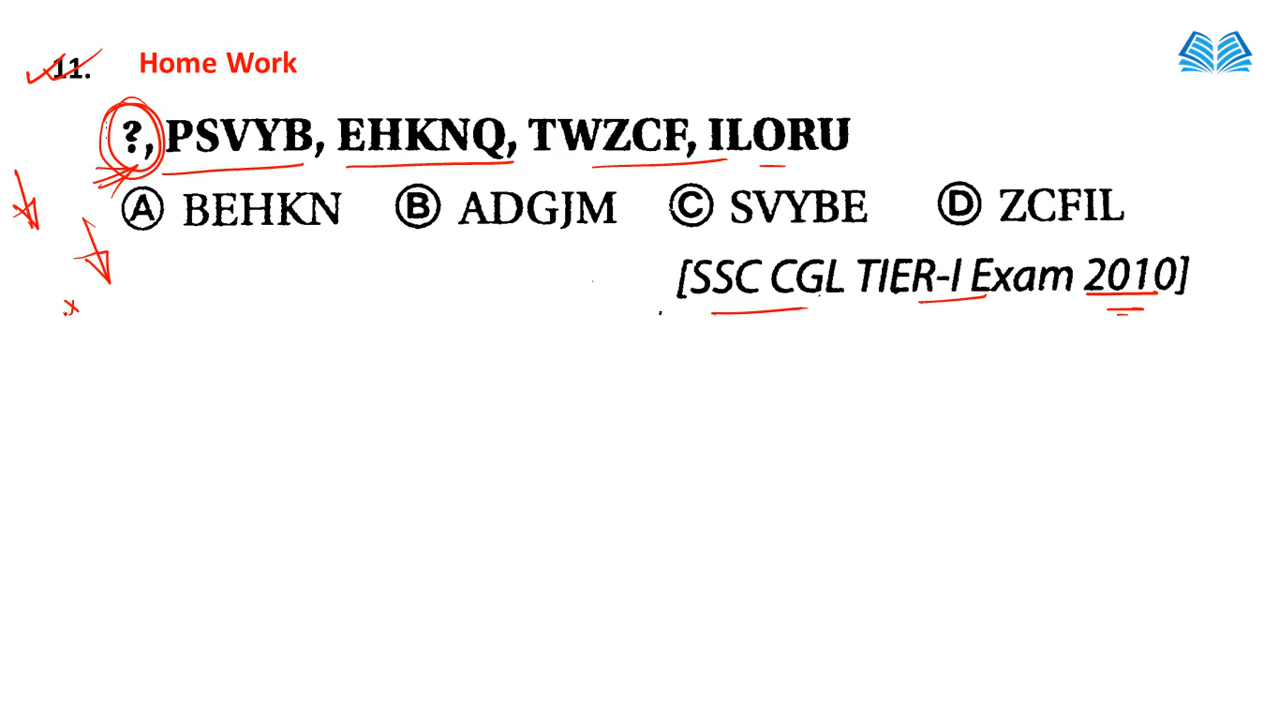 11. Home Work
?, PSVYB, EHKNQ, TWZCF, ILORU
Ⓐ BEHKN Ⓑ ADGJM Ⓒ SVYBE Ⓓ ZCFIL
[SSC CGL TIER-I Exam 2010]